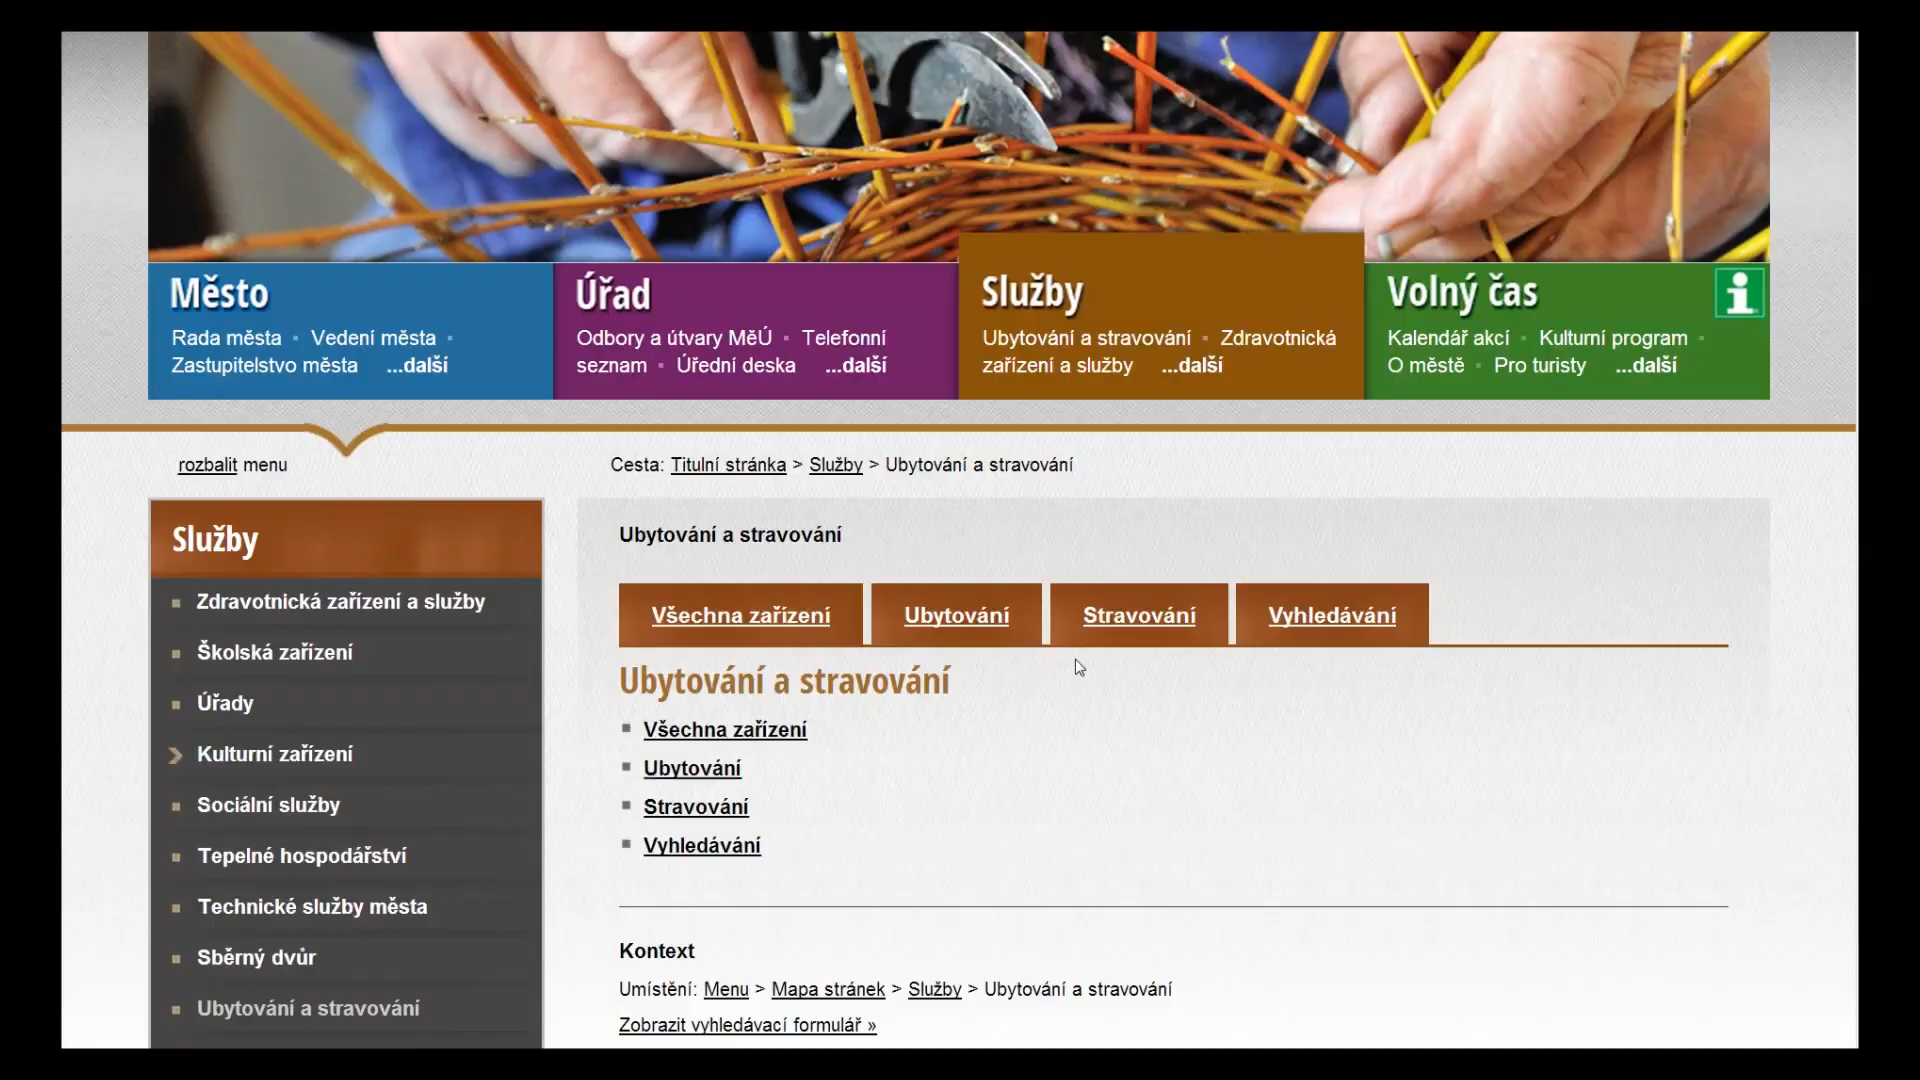 Město
Rada města
Vedení města
Zastupitelstvo města
...další
Úřad
Odbory a útvary MěÚ
Telefonní
seznam
Úřední deska
...další
Služby
Ubytování a stravování
Zdravotnická
zařízení a služby
...další
Volný čas
Kalendář akcí
Kulturní program
O městě
Pro turisty
...další
rozbalit menu
Cesta: Titulní stránka > Služby > Ubytování a stravování
Služby
Zdravotnická zařízení a služby
Školská zařízení
Úřady
Kulturní zařízení
Sociální služby
Tepelné hospodářství
Technické služby města
Sběrný dvůr
Ubytování a stravování
Ubytování a stravování
Všechna zařízení
Ubytování
Stravování
Vyhledávání
Ubytování a stravování
Všechna zařízení
Ubytování
Stravování
Vyhledávání
Kontext
Umístění: Menu > Mapa stránek > Služby > Ubytování a stravování
Zobrazit vyhledávací formulář »